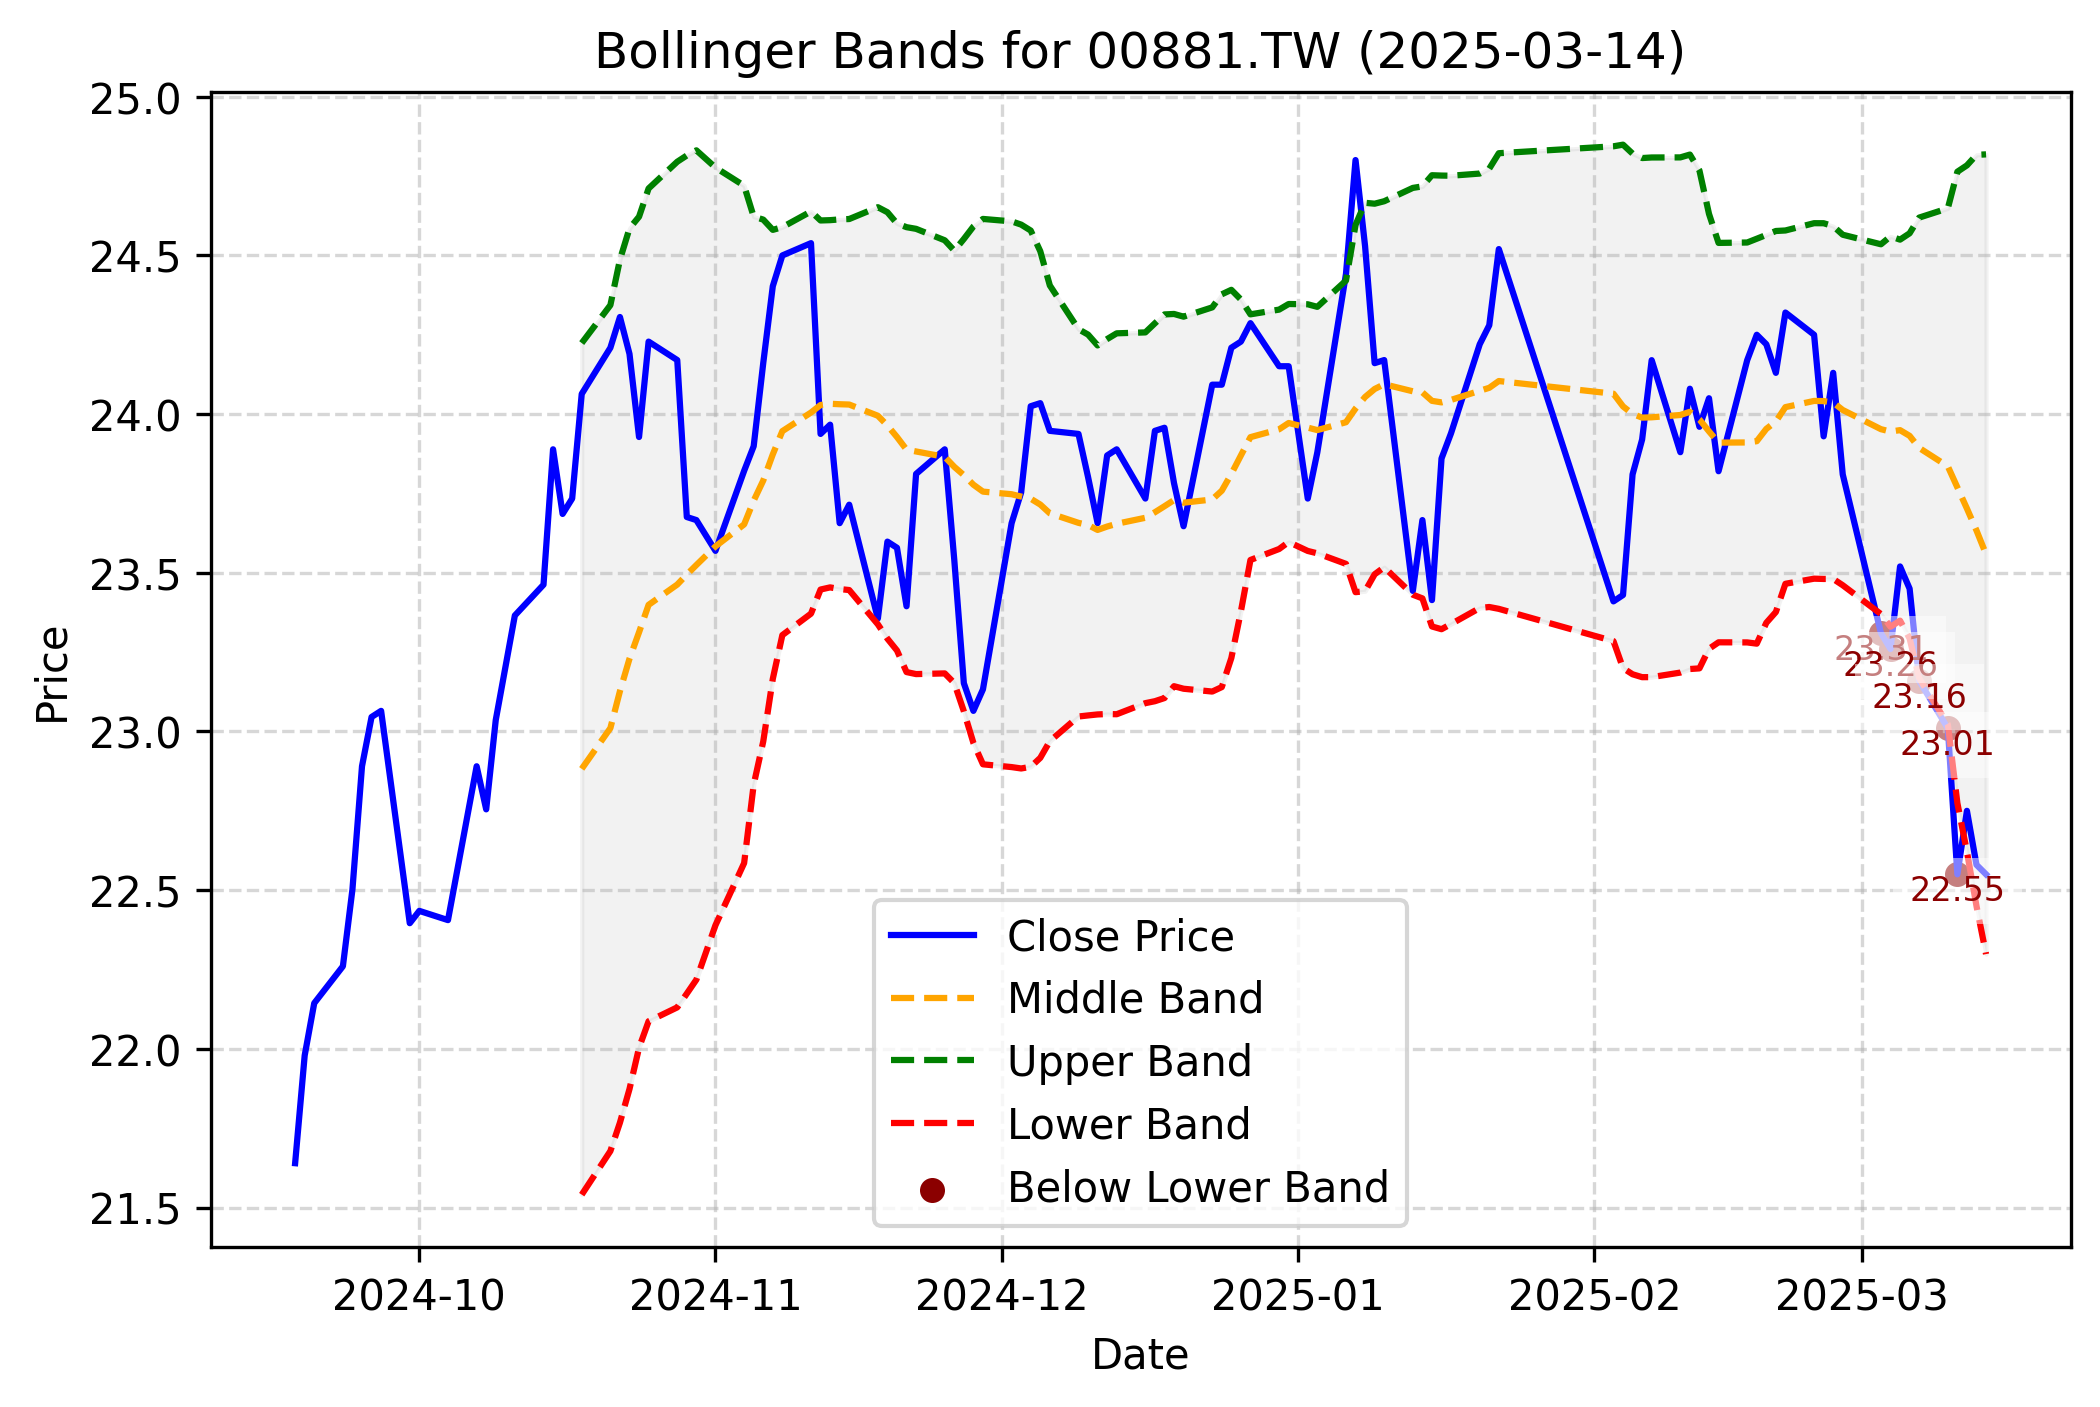 Bollinger Bands for 00881.TW (2025-03-14)
25.0
24.5
24.0
23.5
23.0
22.5
22.0
21.5
Price
23.31
23.26
23.16
23.01
22.55
Close Price
Middle Band
Upper Band
Lower Band
Below Lower Band
2024-10 2024-11 2024-12 2025-01 2025-02 2025-03
Date